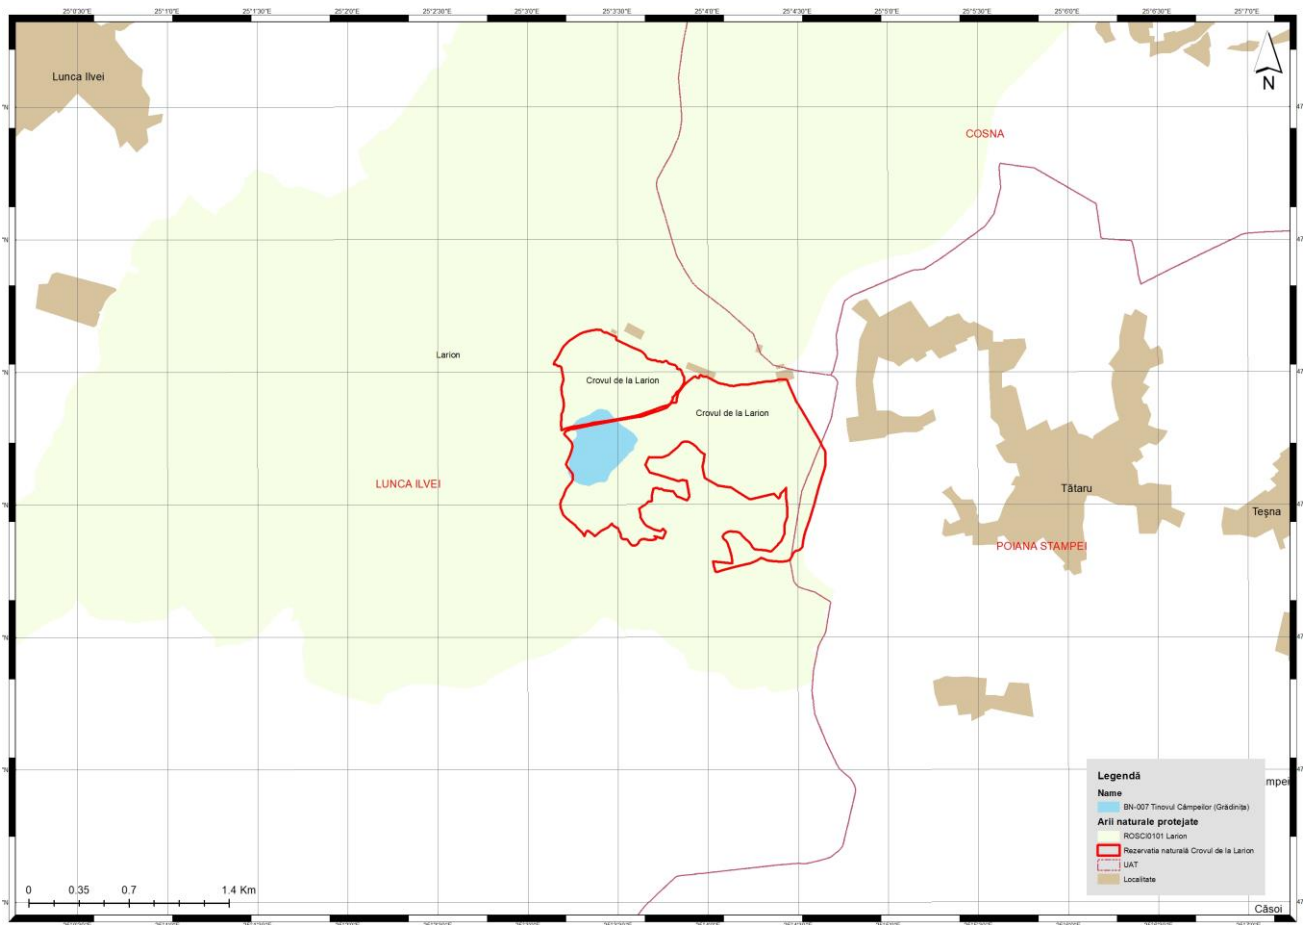 25°0'30"E 25°1'0"E 25°1'30"E 25°2'0"E 25°2'30"E 25°3'0"E 25°3'30"E 25°4'0"E 25°4'30"E 25°5'0"E 25°5'30"E 25°6'0"E 25°6'30"E 25°7'0"E
Lunca Ilvei
N
COSNA
Larion
Crovul de la Larion
Crovul de la Larion
LUNCA ILVEI
Tătaru
Teșna
POIANA STAMPEI
Legendă
Name
BN-007 Tinovul Câmpeilor (Grădinița)
Arii naturale protejate
ROSCI0101 Larion
Rezervatia naturală Crovul de la Larion
UAT
Localitate
mpei
0 0.35 0.7 1.4 Km
Căsoi